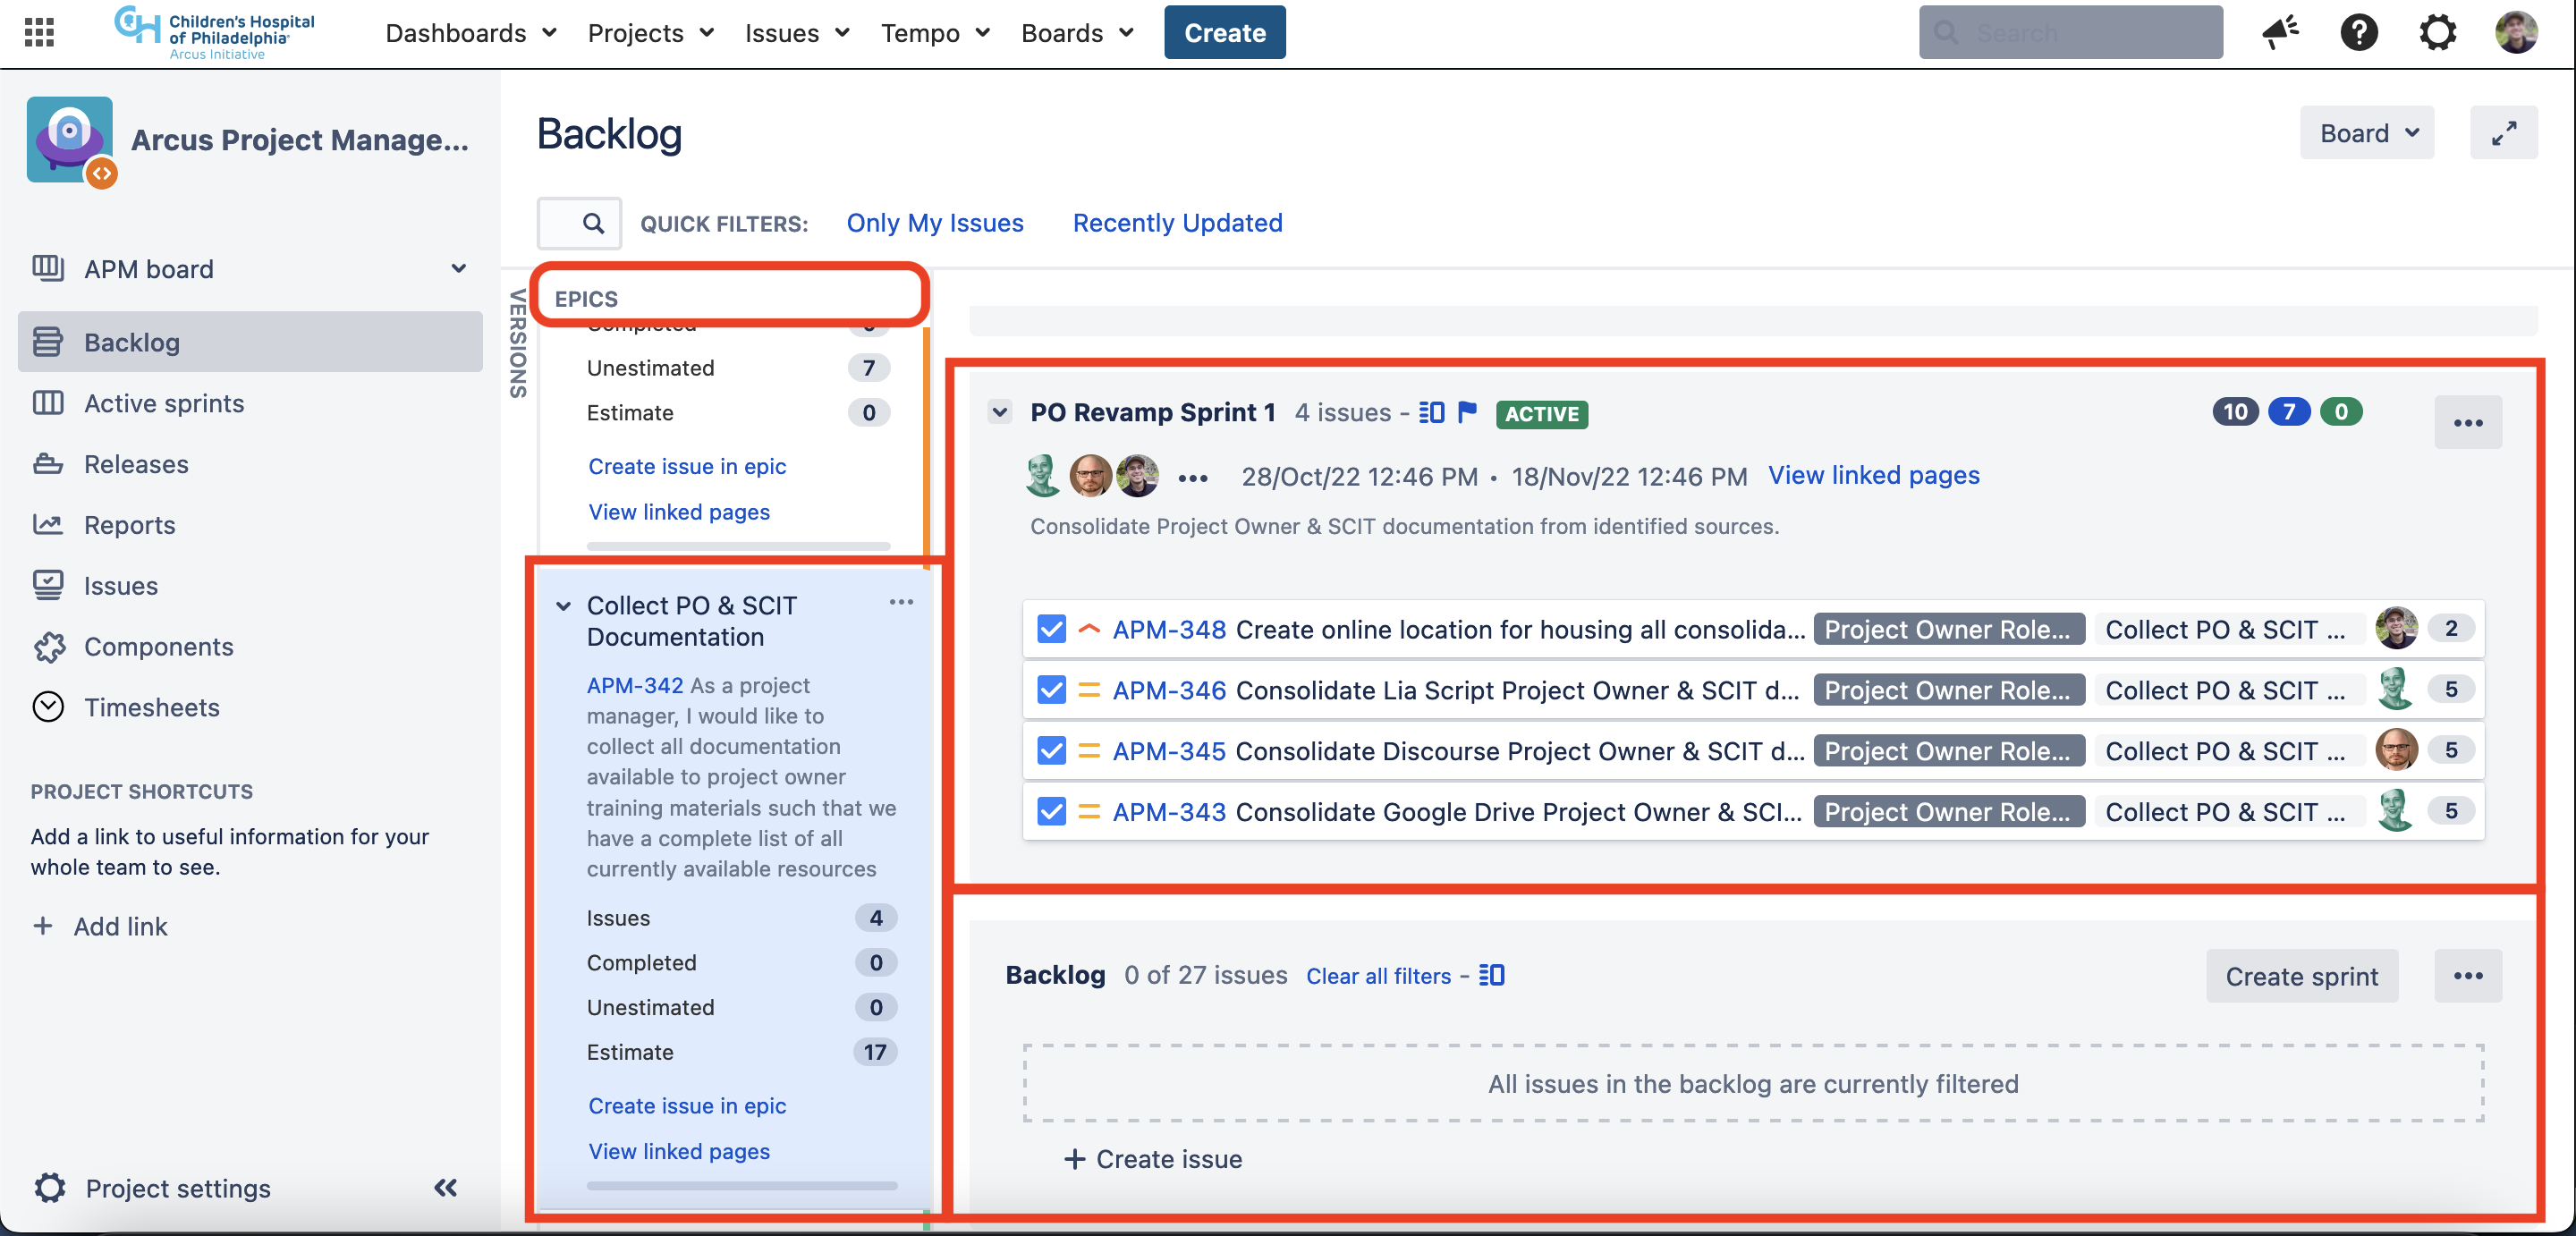 Children's Hospital
of Philadelphia
Arcus Initiative
Dashboards
Projects
Issues
Tempo
Boards
Create
Search
Arcus Project Manage...
APM board
Backlog
Active sprints
Releases
Reports
Issues
Components
Timesheets
PROJECT SHORTCUTS
Add a link to useful information for your
whole team to see.
+ Add link
Project settings
Backlog
Board
QUICK FILTERS:
Only My Issues
Recently Updated
VERSIONS
EPICS
Completed
Unestimated 7
Estimate 0
Create issue in epic
View linked pages
Collect PO & SCIT
Documentation
APM-342 As a project
manager, I would like to
collect all documentation
available to project owner
training materials such that we
have a complete list of all
currently available resources
Issues 4
Completed 0
Unestimated 0
Estimate 17
Create issue in epic
View linked pages
PO Revamp Sprint 1 4 issues - ACTIVE 10 7 0
28/Oct/22 12:46 PM • 18/Nov/22 12:46 PM View linked pages
Consolidate Project Owner & SCIT documentation from identified sources.
APM-348 Create online location for housing all consolida... Project Owner Role... Collect PO & SCIT ... 2
APM-346 Consolidate Lia Script Project Owner & SCIT d... Project Owner Role... Collect PO & SCIT ... 5
APM-345 Consolidate Discourse Project Owner & SCIT d... Project Owner Role... Collect PO & SCIT ... 5
APM-343 Consolidate Google Drive Project Owner & SCI... Project Owner Role... Collect PO & SCIT ... 5
Backlog 0 of 27 issues Clear all filters - Create sprint
All issues in the backlog are currently filtered
+ Create issue